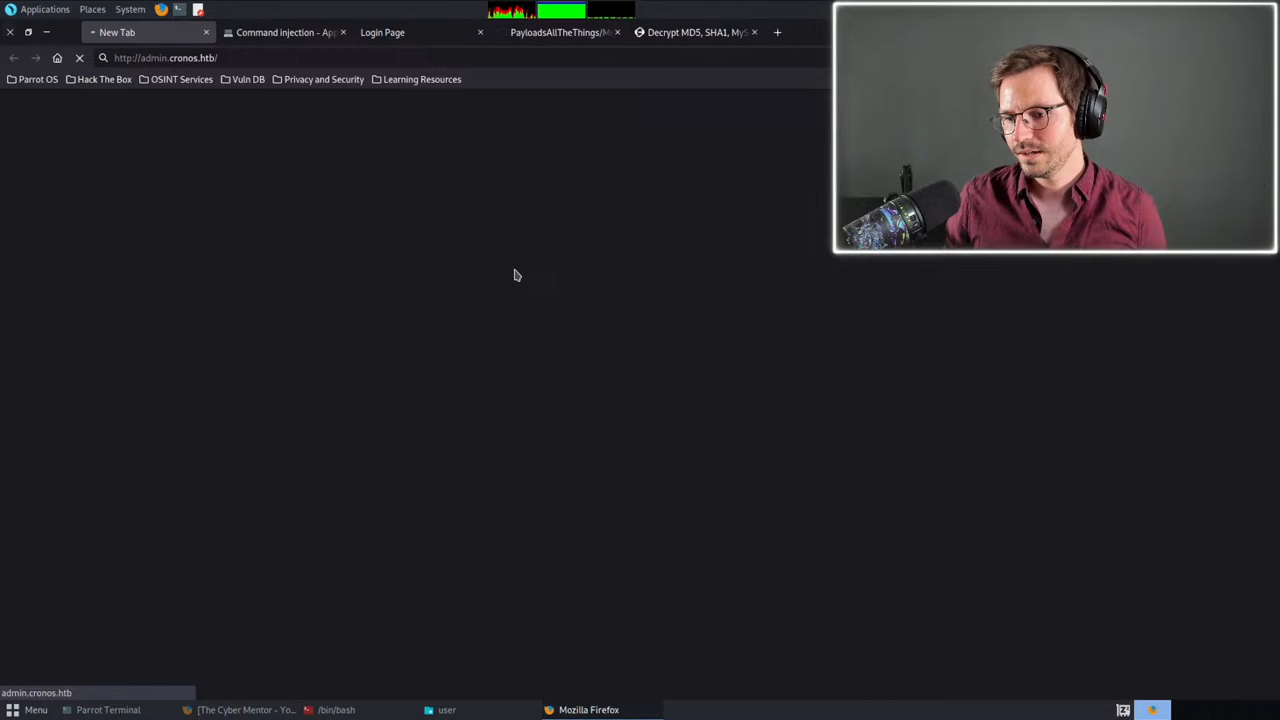 Applications Places System
New Tab
Command injection - App
Login Page
PayloadsAllTheThings/M
Decrypt MD5, SHA1, MyS
http://admin.cronos.htb/
Parrot OS
Hack The Box
OSINT Services
Vuln DB
Privacy and Security
Learning Resources
admin.cronos.htb
Menu
Parrot Terminal
[The Cyber Mentor - Yo...
/bin/bash
user
Mozilla Firefox